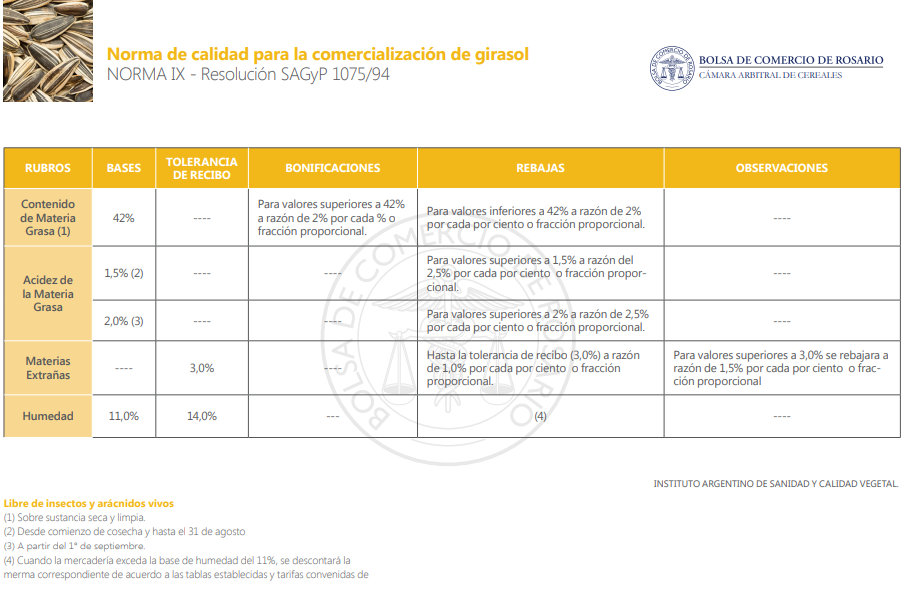 Norma de calidad para la comercialización de girasol
NORMA IX - Resolución SAGyP 1075/94
BOLSA DE COMERCIO DE ROSARIO
CÁMARA ARBITRAL DE CEREALES
RUBROS
BASES
TOLERANCIA
DE RECIBO
BONIFICACIONES
REBAJAS
OBSERVACIONES
Contenido
de Materia
Grasa (1)
42%
----
Para valores superiores a 42%
a razón de 2% por cada % o
fracción proporcional.
Para valores inferiores a 42% a razón de 2%
por cada por ciento o fracción proporcional.
----
Acidez de
la Materia
Grasa
1,5% (2)
----
----
Para valores superiores a 1,5% a razón del
2,5% por cada por ciento o fracción propor-
cional.
----
2,0% (3)
----
----
Para valores superiores a 2% a razón de 2,5%
por cada por ciento o fracción proporcional.
----
Materias
Extrañas
----
3,0%
----
Hasta la tolerancia de recibo (3,0%) a razón
de 1,0% por cada por ciento o fracción
proporcional.
Para valores superiores a 3,0% se rebajara a
razón de 1,5% por cada por ciento o frac-
ción proporcional
Humedad
11,0%
14,0%
---
(4)
----
BOLSA DE COMERCIO DE ROSARIO
INSTITUTO ARGENTINO DE SANIDAD Y CALIDAD VEGETAL.
Libre de insectos y arácnidos vivos
(1) Sobre sustancia seca y limpia.
(2) Desde comienzo de cosecha y hasta el 31 de agosto
(3) A partir del 1° de septiembre.
(4) Cuando la mercadería exceda la base de humedad del 11%, se descontará la
merma correspondiente de acuerdo a las tablas establecidas y tarifas convenidas de